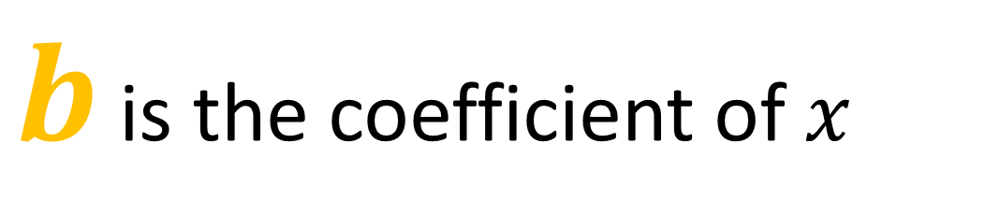 b is the coefficient of x